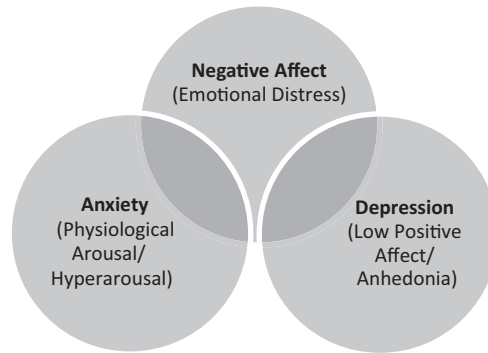 Negative Affect
(Emotional Distress)
Anxiety
(Physiological
Arousal/
Hyperarousal)
Depression
(Low Positive
Affect/
Anhedonia)